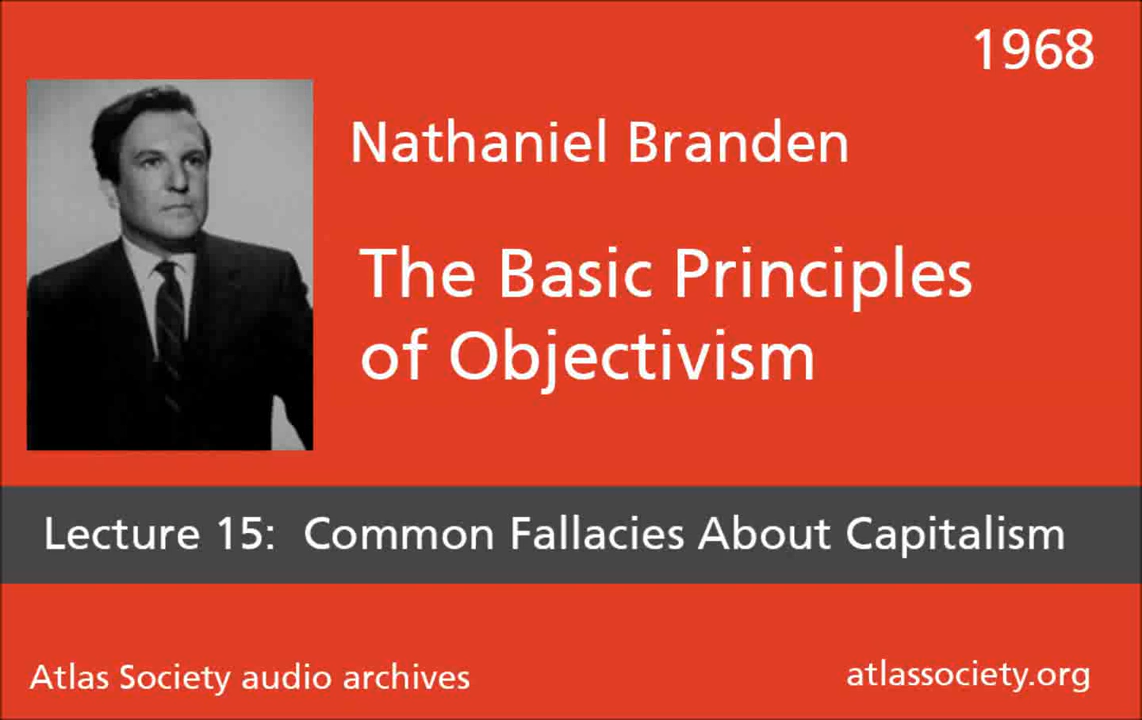 1968
Nathaniel Branden
The Basic Principles
of Objectivism
Lecture 15: Common Fallacies About Capitalism
Atlas Society audio archives
atlassociety.org